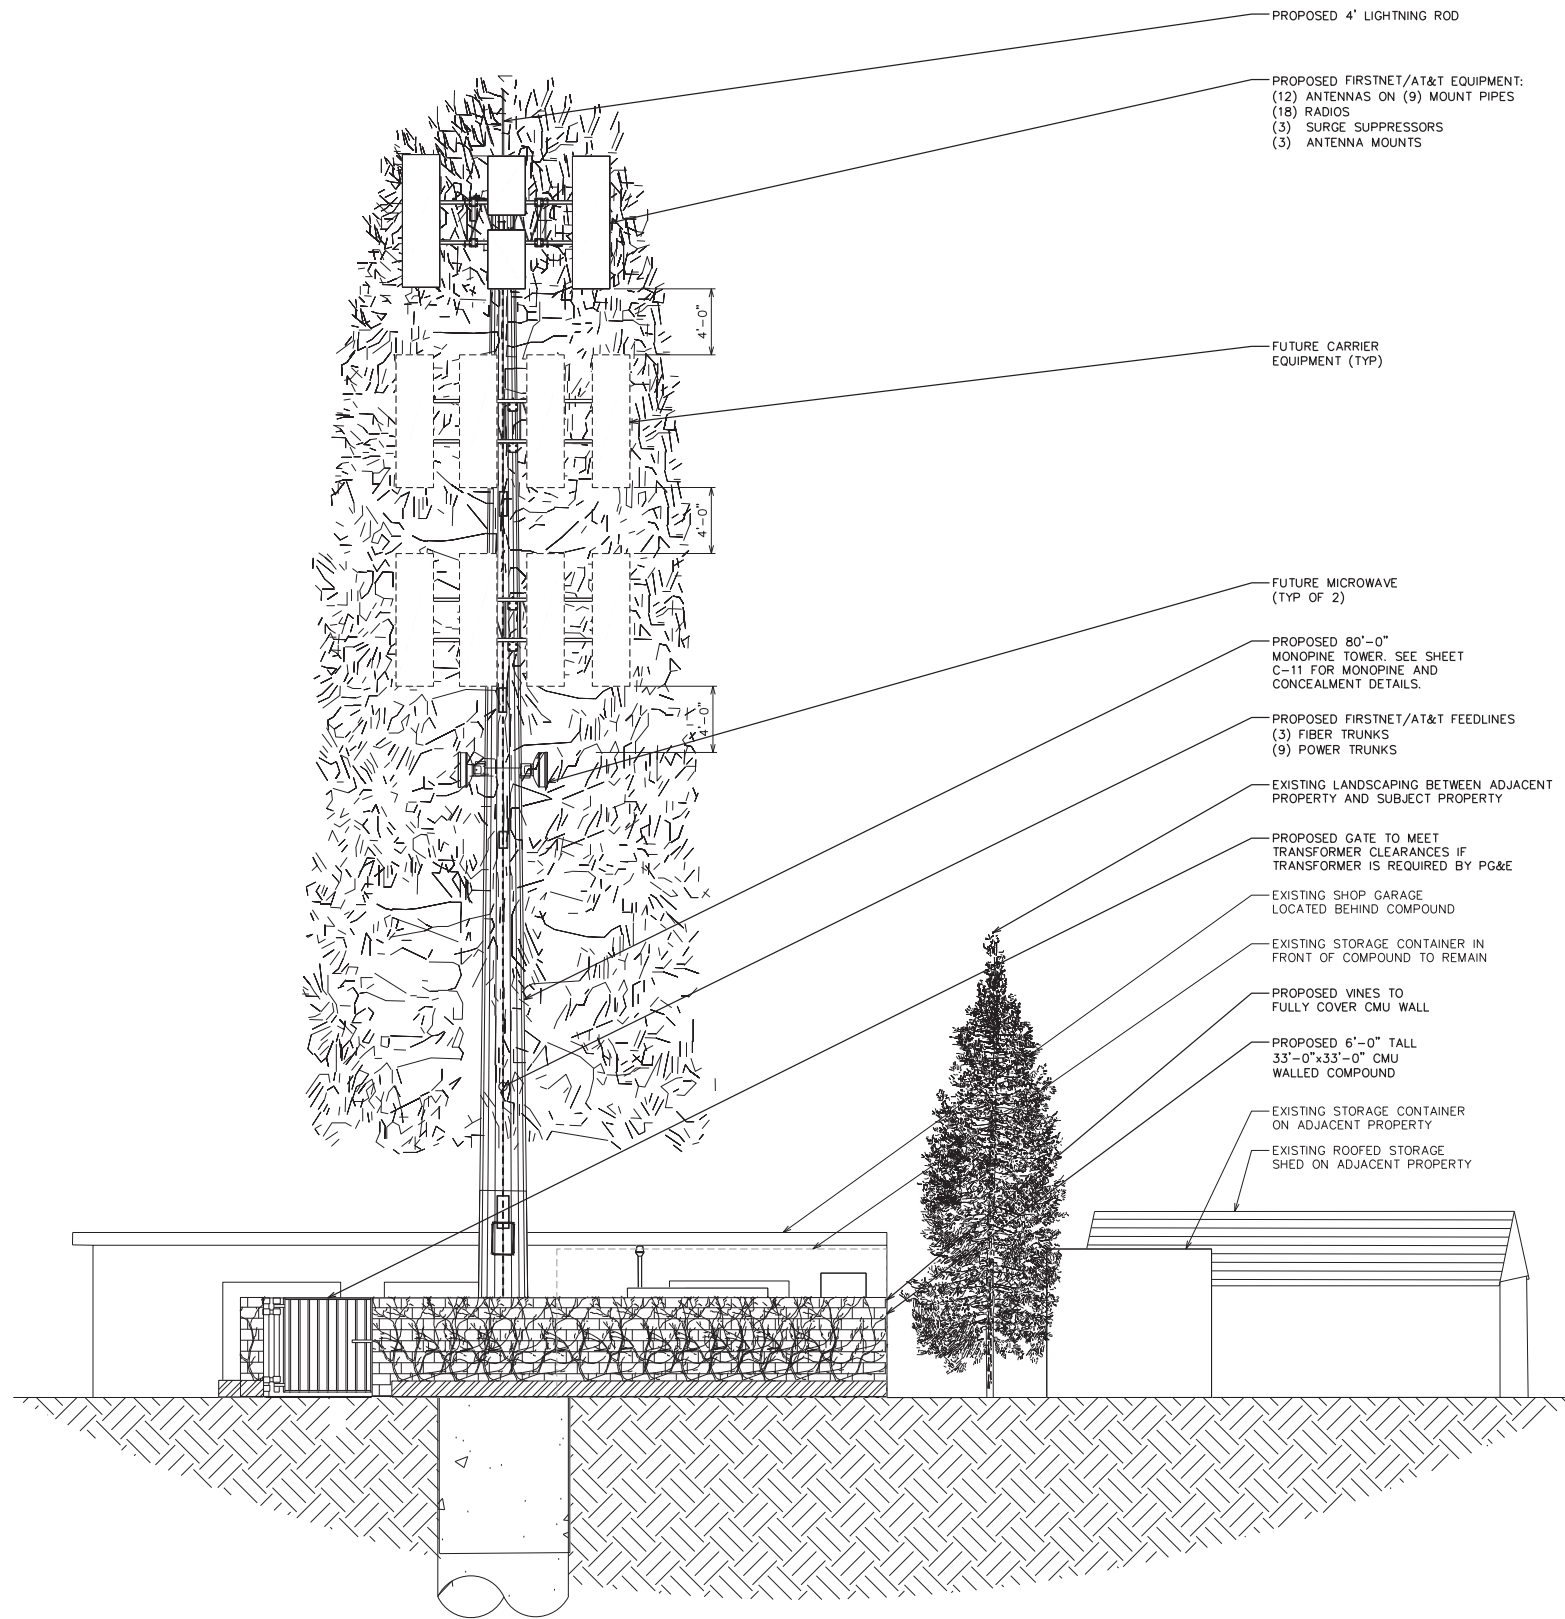 PROPOSED 4' LIGHTNING ROD
PROPOSED FIRSTNET/AT&T EQUIPMENT:
(12) ANTENNAS ON (9) MOUNT PIPES
(18) RADIOS
(3) SURGE SUPPRESSORS
(3) ANTENNA MOUNTS
4'-0"
FUTURE CARRIER
EQUIPMENT (TYP)
4'-0"
FUTURE MICROWAVE
(TYP OF 2)
PROPOSED 80'-0"
MONOPINE TOWER. SEE SHEET
C-11 FOR MONOPINE AND
CONCEALMENT DETAILS.
4'-0"
PROPOSED FIRSTNET/AT&T FEEDLINES
(3) FIBER TRUNKS
(9) POWER TRUNKS
EXISTING LANDSCAPING BETWEEN ADJACENT
PROPERTY AND SUBJECT PROPERTY
PROPOSED GATE TO MEET
TRANSFORMER CLEARANCES IF
TRANSFORMER IS REQUIRED BY PG&E
EXISTING SHOP GARAGE
LOCATED BEHIND COMPOUND
EXISTING STORAGE CONTAINER IN
FRONT OF COMPOUND TO REMAIN
PROPOSED VINES TO
FULLY COVER CMU WALL
PROPOSED 6'-0" TALL
33'-0"x33'-0" CMU
WALLED COMPOUND
EXISTING STORAGE CONTAINER
ON ADJACENT PROPERTY
EXISTING ROOFED STORAGE
SHED ON ADJACENT PROPERTY